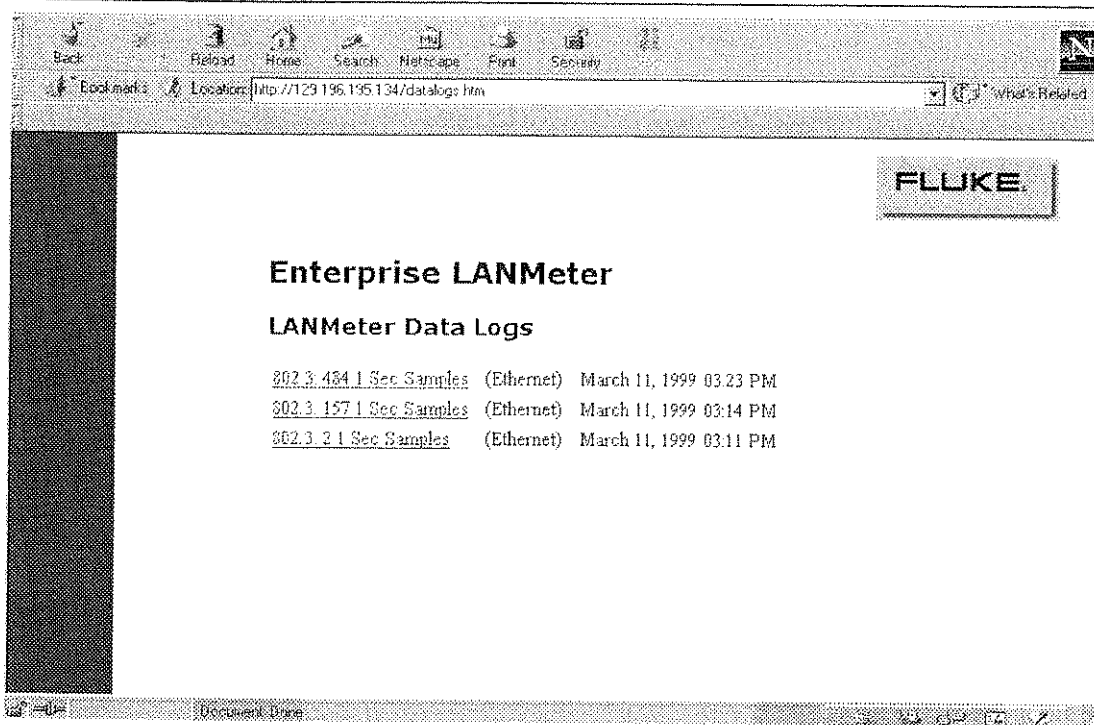 Back Reload Home Search Netscape Print Security
Bookmarks Location: http://129.196.195.134/datalogs.htm What's Related
N
FLUKE.
Enterprise LANMeter
LANMeter Data Logs
802.3. 484 1 Sec Samples (Ethernet) March 11, 1999 03:23 PM
802.3. 157 1 Sec Samples (Ethernet) March 11, 1999 03:14 PM
802.3. 2 1 Sec Samples (Ethernet) March 11, 1999 03:11 PM
Document: Done